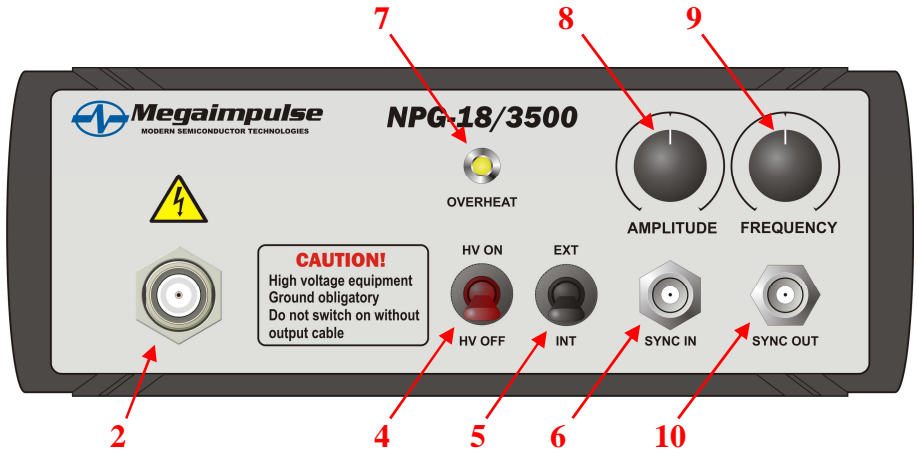 7 8 9
Megaimpulse
MODERN SEMICONDUCTOR TECHNOLOGIES
NPG-18/3500
OVERHEAT
AMPLITUDE
FREQUENCY
CAUTION!
High voltage equipment
Ground obligatory
Do not switch on without
output cable
HV ON
HV OFF
EXT
INT
SYNC IN
SYNC OUT
2 4 5 6 10